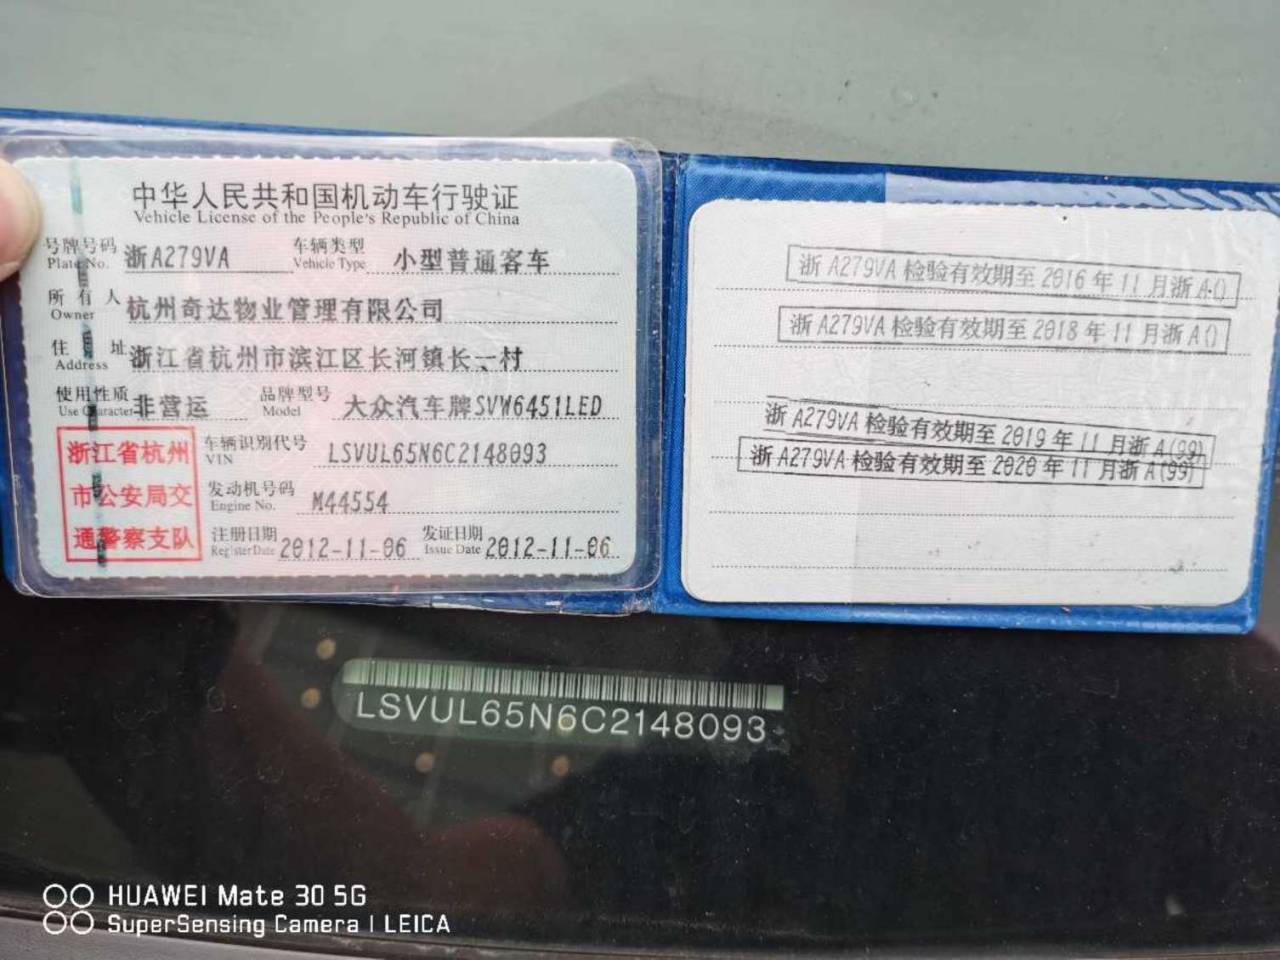 中华人民共和国机动车行驶证
Vehicle License of the People's Republic of China
号牌号码 浙A279VA 车辆类型 小型普通客车
Plate No. Vehicle Type
所有人 杭州奇达物业管理有限公司
Owner
住址 浙江省杭州市滨江区长河镇长一村
Address
使用性质 非营运 品牌型号 大众汽车牌SVW6451LED
Use Character Model
浙江省杭州
市公安局交
通警察支队
车辆识别代号 LSVUL65N6C2148093
VIN
发动机号码 M44554
Engine No.
注册日期 2012-11-06 发证日期 2012-11-06
Register Date Issue Date
浙A279VA检验有效期至2016年11月浙A()
浙A279VA检验有效期至2018年11月浙A()
浙A279VA检验有效期至2019年11月浙A(99)
浙A279VA检验有效期至2020年11月浙A(99)
LSVUL65N6C2148093
HUAWEI Mate 30 5G
SuperSensing Camera | LEICA